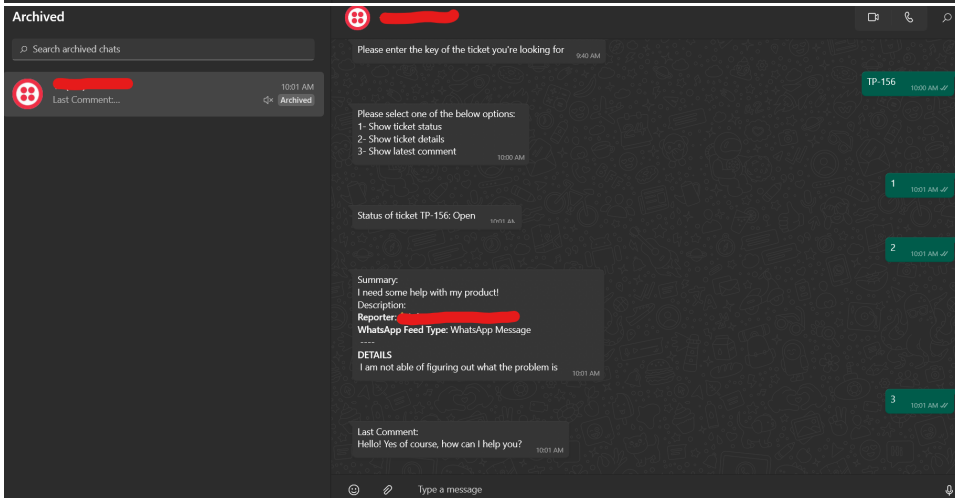 Archived
Search archived chats
10:01 AM
Last Comment:...
Archived
Please enter the key of the ticket you're looking for
9:40 AM
TP-156
10:00 AM
Please select one of the below options:
1- Show ticket status
2- Show ticket details
3- Show latest comment
10:00 AM
1
10:01 AM
Status of ticket TP-156: Open
10:01 AM
2
10:01 AM
Summary:
I need some help with my product!
Description:
Reporter:
WhatsApp Feed Type: WhatsApp Message
----
DETAILS
I am not able of figuring out what the problem is
10:01 AM
3
10:01 AM
Last Comment:
Hello! Yes of course, how can I help you?
10:01 AM
Type a message